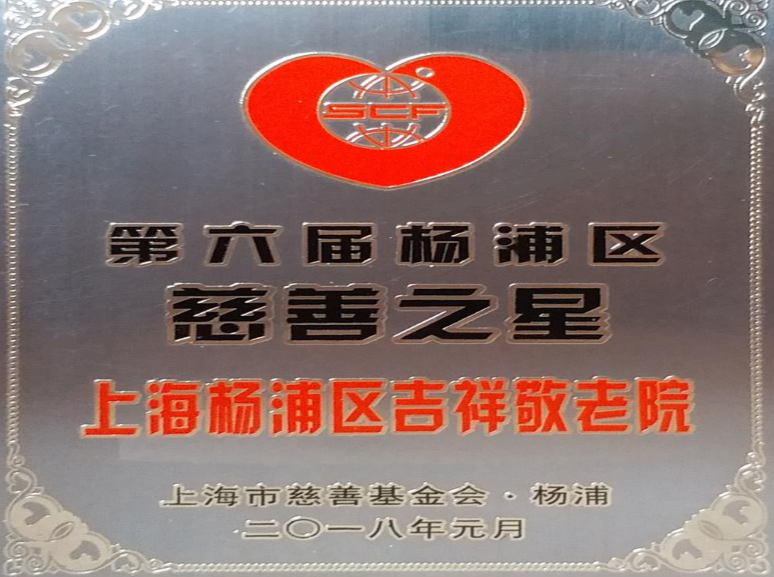 SCF
第六届杨浦区
慈善之星
上海杨浦区吉祥敬老院
上海市慈善基金会·杨浦
二〇一八年元月